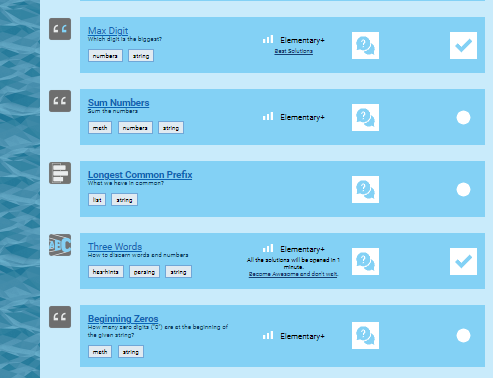 Max Digit
Which digit is the biggest?
numbers string
Elementary+
Best Solutions
Sum Numbers
Sum the numbers
math numbers string
Elementary+
Longest Common Prefix
What we have in common?
list string
ABC
Three Words
How to discern words and numbers
hearhints parsing string
Elementary+
All the solutions will be opened in 1
minute.
Become Awesome and don't wait.
Beginning Zeros
How many zero digits ("0") are at the beginning of
the given string?
math string
Elementary+